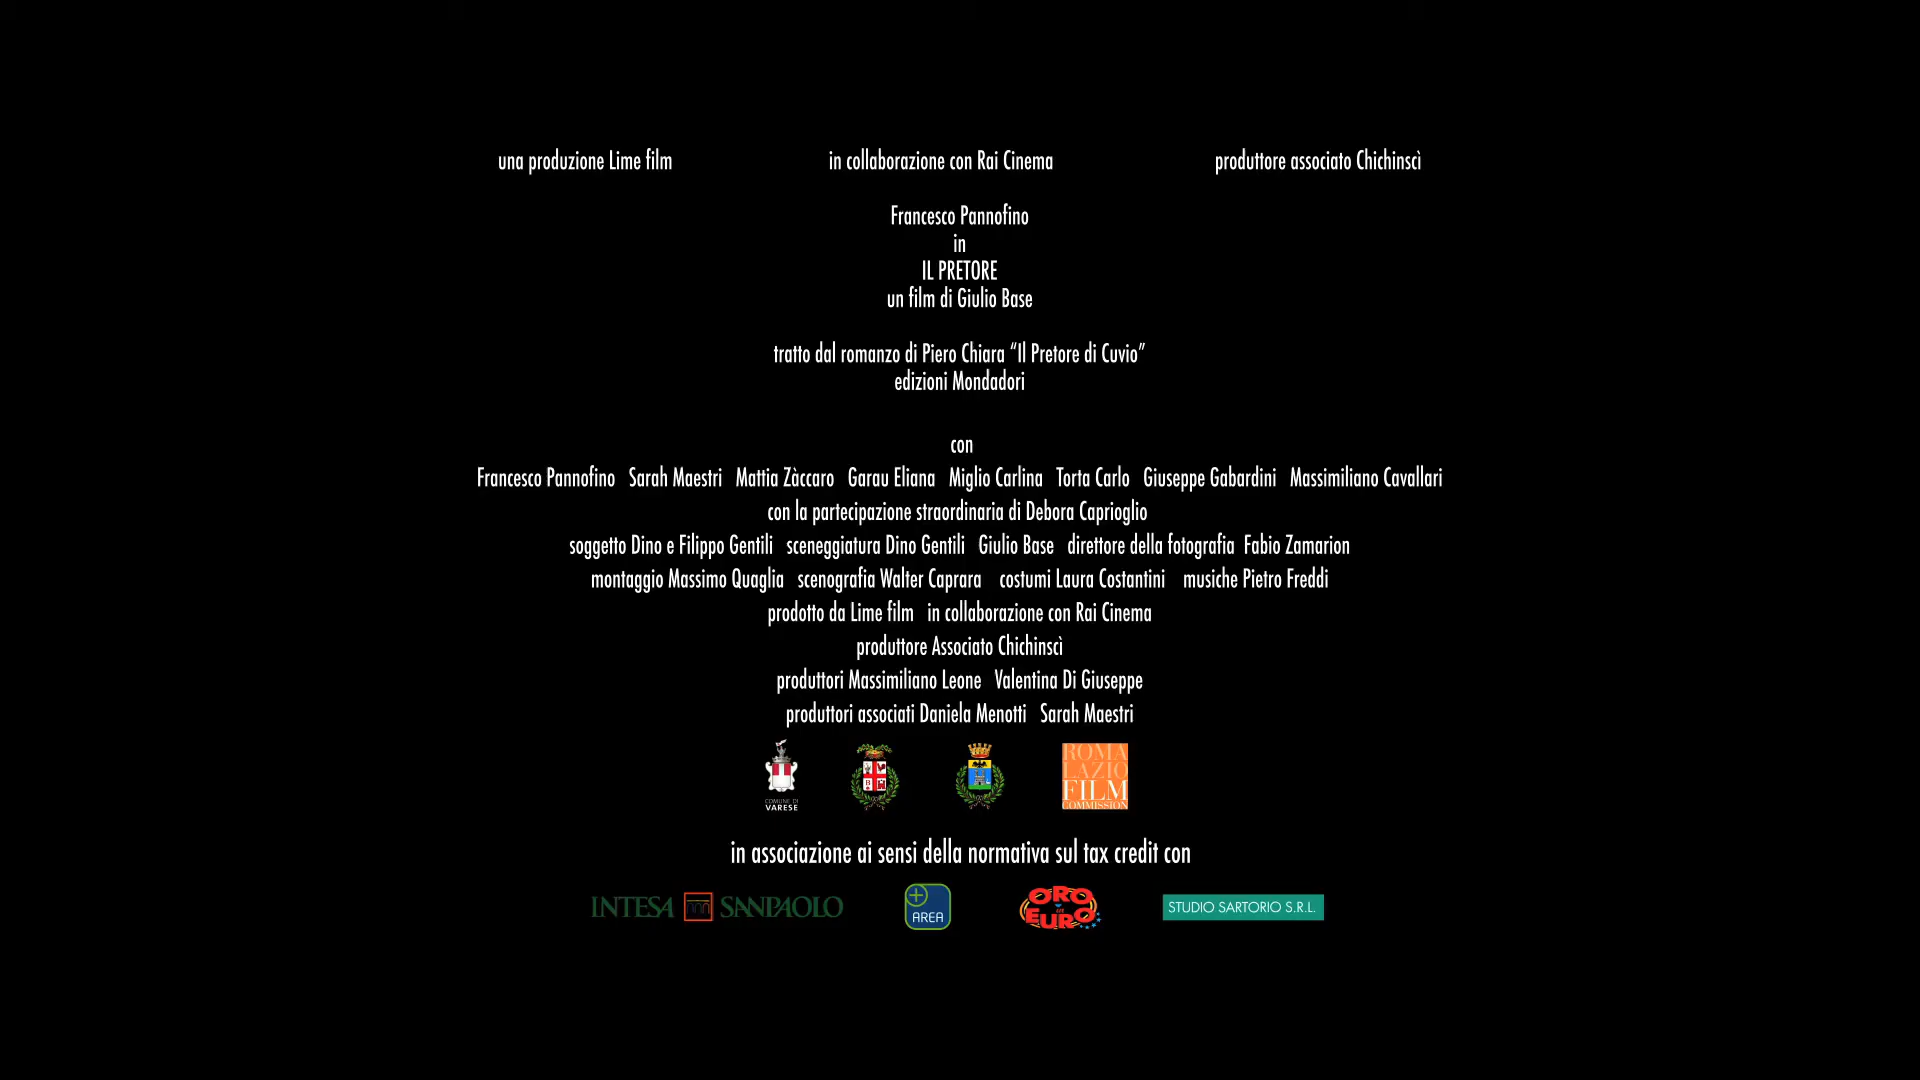 una produzione Lime film in collaborazione con Rai Cinema produttore associato Chichinscì
Francesco Pannofino
in
IL PRETORE
un film di Giulio Base
tratto dal romanzo di Piero Chiara “Il Pretore di Cuvio”
edizioni Mondadori
con
Francesco Pannofino Sarah Maestri Mattia Zàccaro Garau Eliana Miglio Carlina Torta Carlo Giuseppe Gabardini Massimiliano Cavallari
con la partecipazione straordinaria di Debora Caprioglio
soggetto Dino e Filippo Gentili sceneggiatura Dino Gentili Giulio Base direttore della fotografia Fabio Zamarion
montaggio Massimo Quaglia scenografia Walter Caprara costumi Laura Costantini musiche Pietro Freddi
prodotto da Lime film in collaborazione con Rai Cinema
produttore Associato Chichinscì
produttori Massimiliano Leone Valentina Di Giuseppe
produttori associati Daniela Menotti Sarah Maestri
COMUNE DI
VARESE
ROMA
LAZIO
FILM
COMMISSION
in associazione ai sensi della normativa sul tax credit con
INTESA SANPAOLO
AREA
ORO
in
EURO
STUDIO SARTORIO S.R.L.